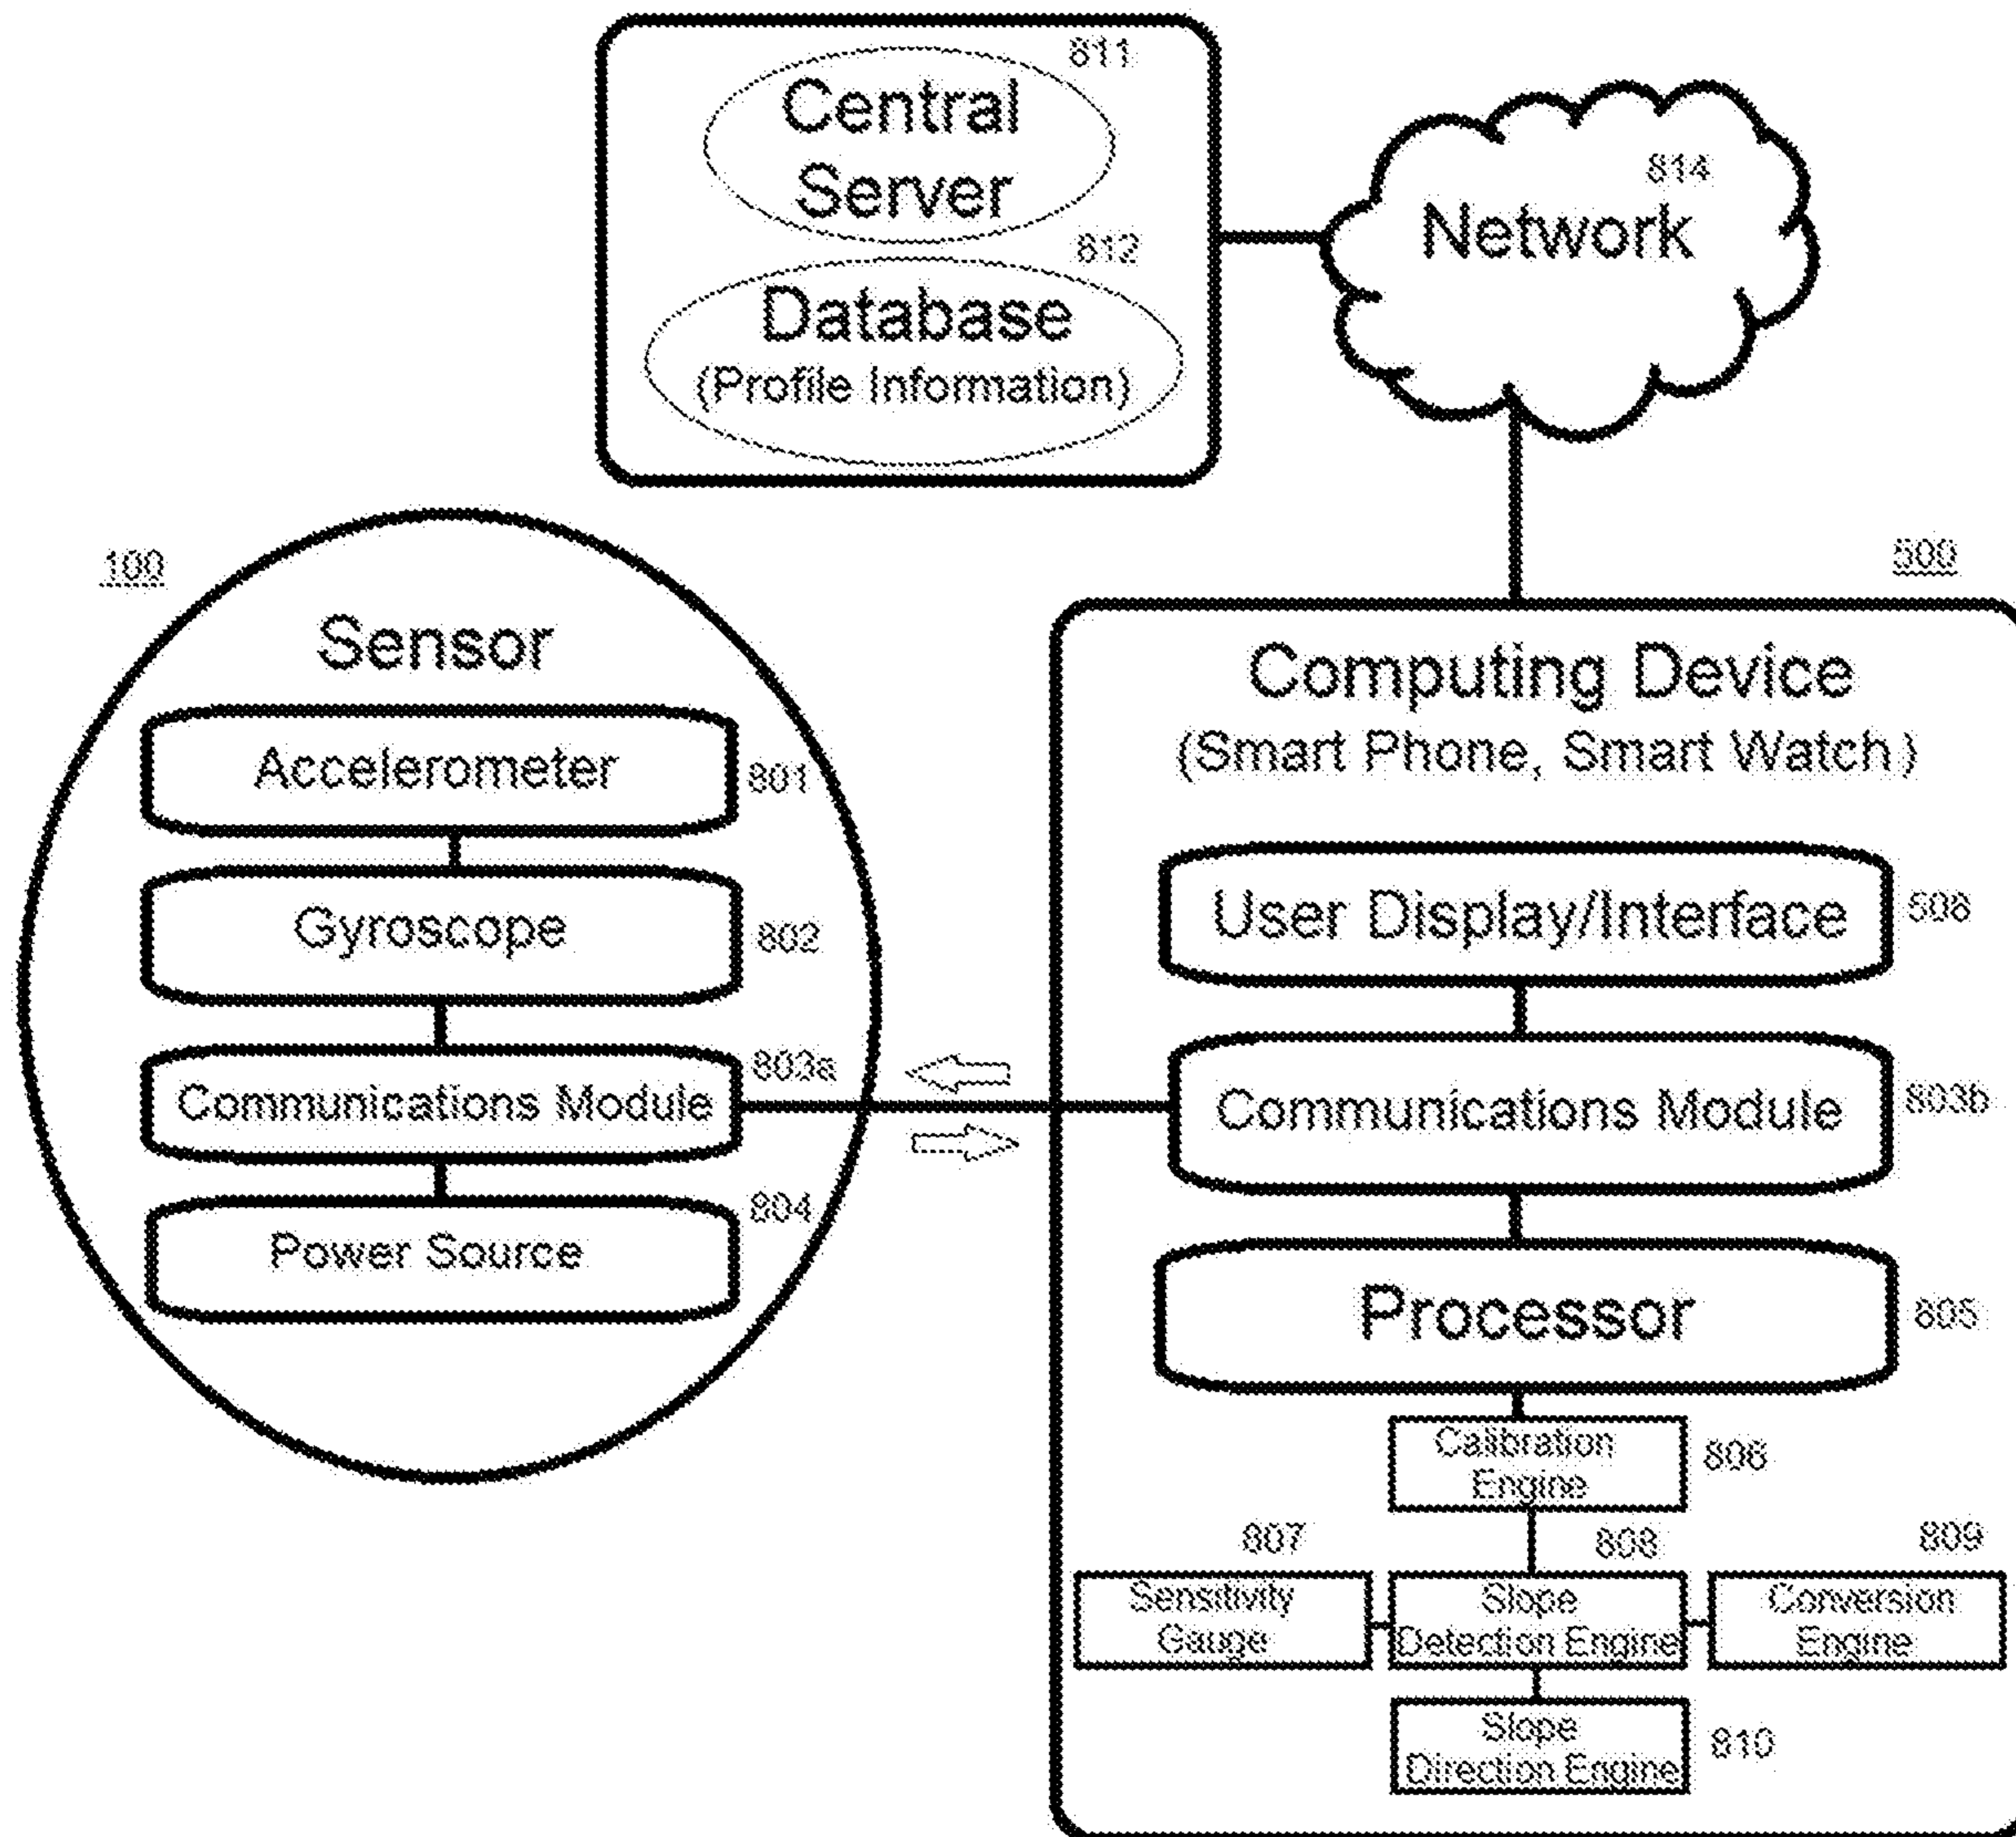 811
Central
Server
812
Database
(Profile Information)
814
Network
100
Sensor
Accelerometer
801
Gyroscope
802
803a
Communications Module
804
Power Source
500
Computing Device
(Smart Phone, Smart Watch)
User Display/Interface
506
Communications Module
803b
Processor
805
Calibration
Engine
806
807
Sensitivity
Gauge
808
Slope
Detection Engine
809
Conversion
Engine
Slope
Direction Engine
810